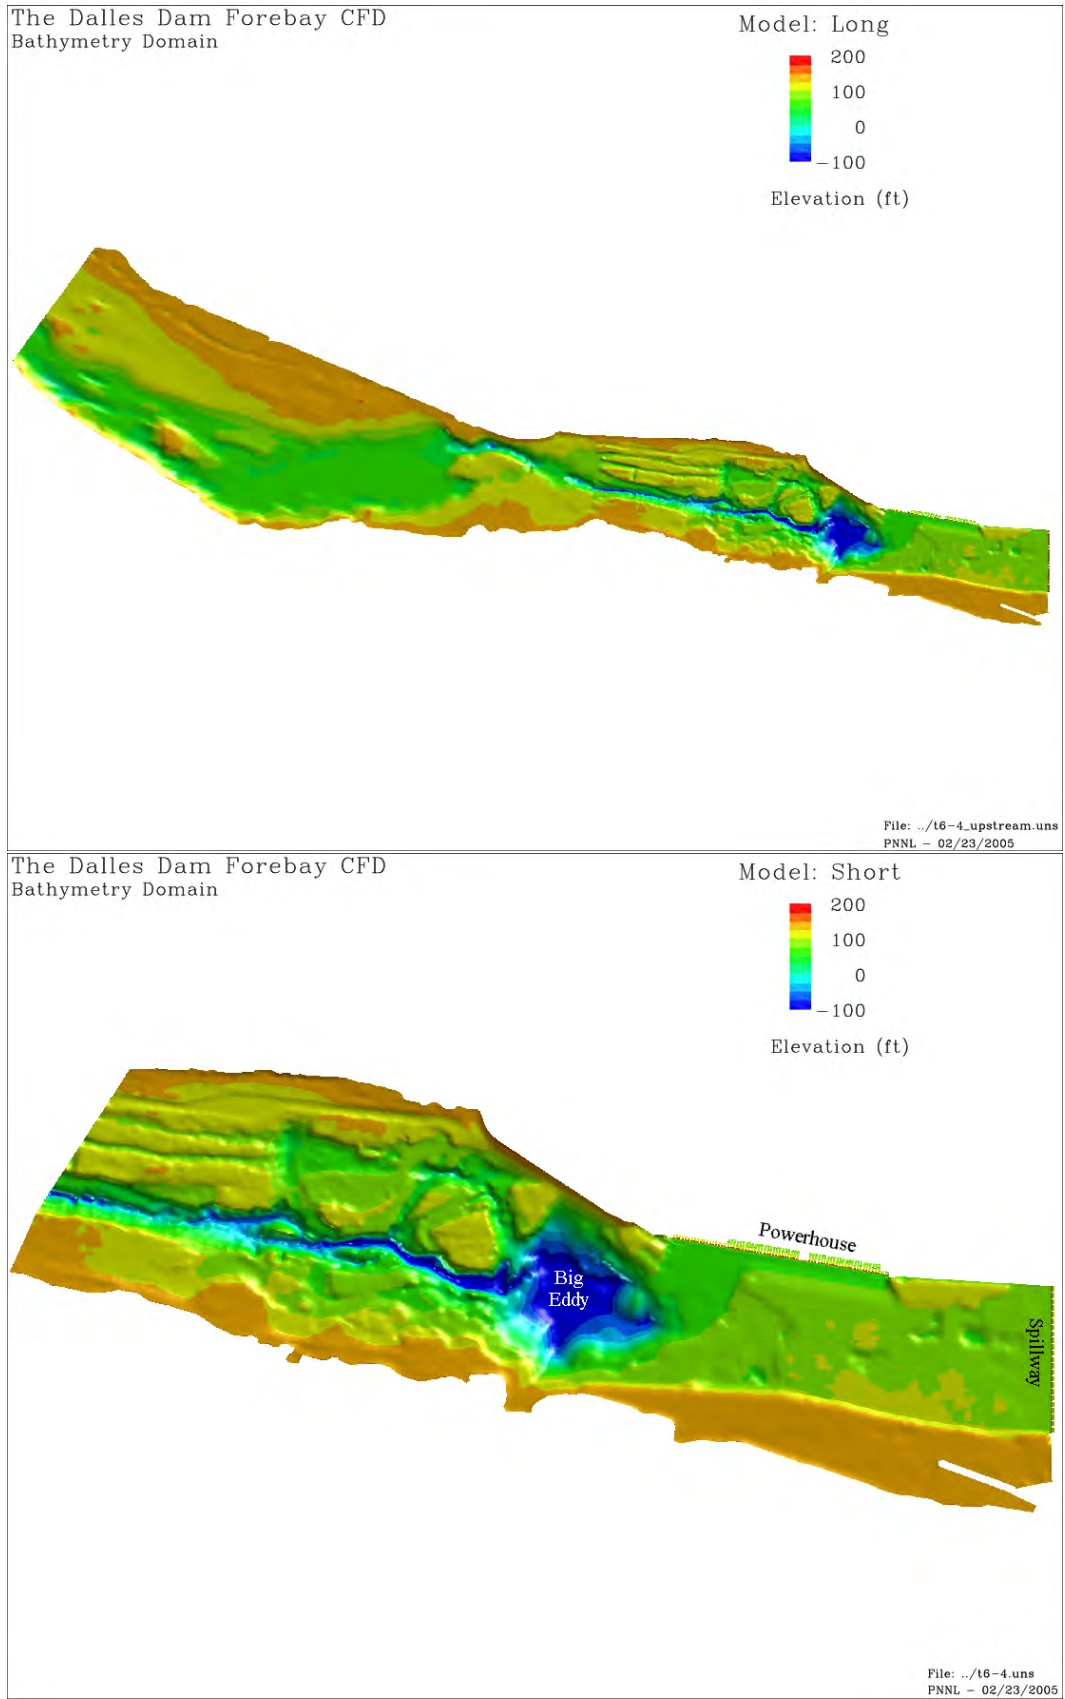 The Dalles Dam Forebay CFD
Bathymetry Domain
Model: Long
200
100
0
-100
Elevation (ft)
File: ../t6-4_upstream.uns
PNNL - 02/23/2005
The Dalles Dam Forebay CFD
Bathymetry Domain
Model: Short
200
100
0
-100
Elevation (ft)
Powerhouse
Big
Eddy
Spillway
File: ../t6-4.uns
PNNL - 02/23/2005